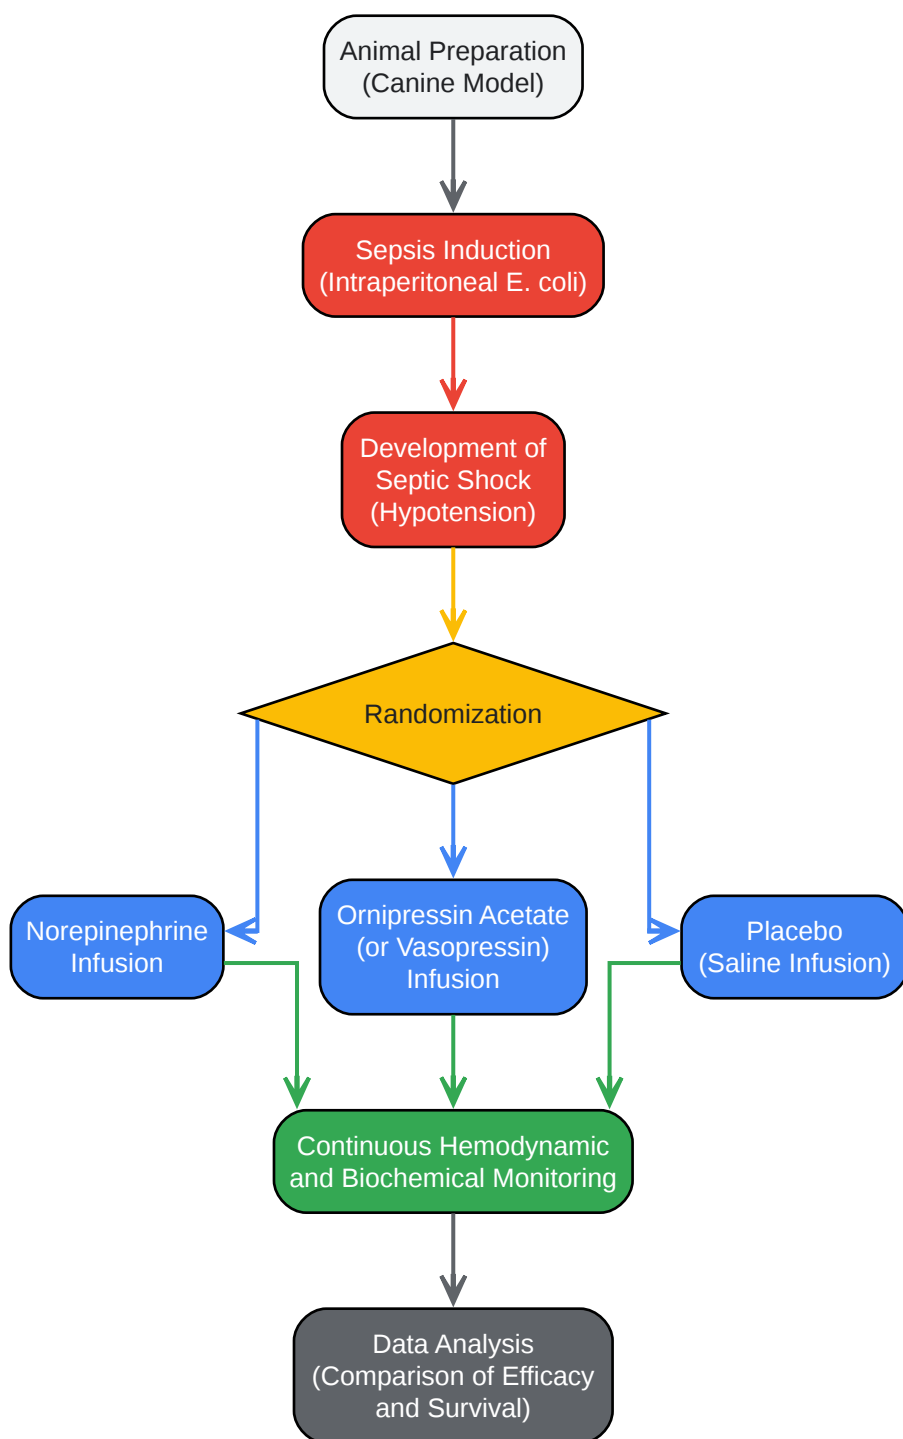 Animal Preparation
(Canine Model)
Sepsis Induction
(Intraperitoneal E. coli)
Development of
Septic Shock
(Hypotension)
Randomization
Norepinephrine
Infusion
Ornipressin Acetate
(or Vasopressin)
Infusion
Placebo
(Saline Infusion)
Continuous Hemodynamic
and Biochemical Monitoring
Data Analysis
(Comparison of Efficacy
and Survival)